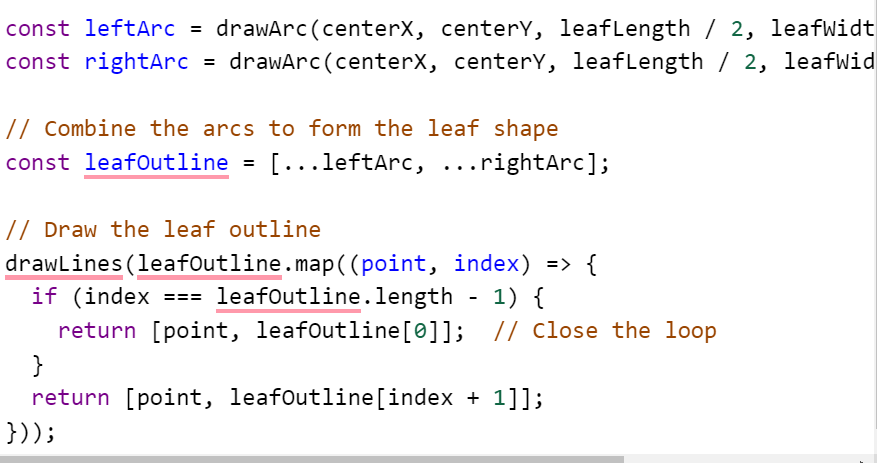 const leftArc = drawArc(centerX, centerY, leafLength / 2, leafWidt
const rightArc = drawArc(centerX, centerY, leafLength / 2, leafWid
// Combine the arcs to form the leaf shape
const leafOutline = [...leftArc, ...rightArc];
// Draw the leaf outline
drawLines(leafOutline.map((point, index) => {
  if (index === leafOutline.length - 1) {
    return [point, leafOutline[0]];  // Close the loop
  }
  return [point, leafOutline[index + 1]];
}));